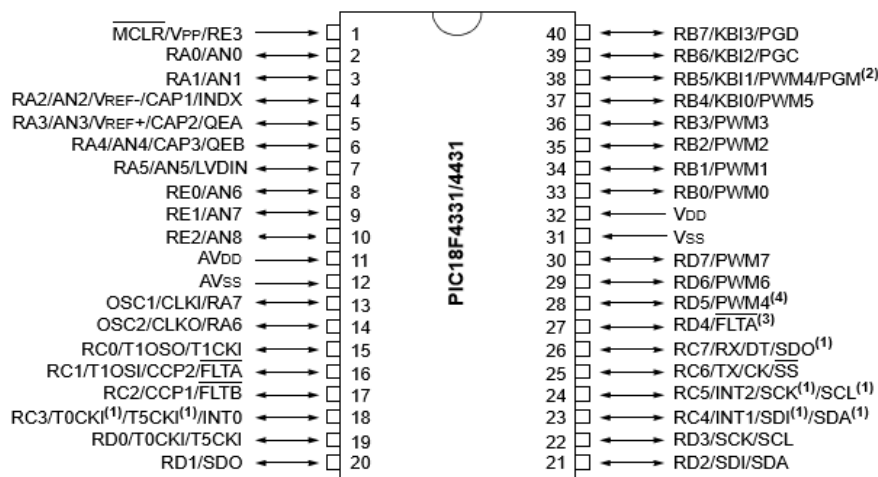 MCLR/VPP/RE3 1 40 RB7/KBI3/PGD
RA0/AN0 2 39 RB6/KBI2/PGC
RA1/AN1 3 38 RB5/KBI1/PWM4/PGM(2)
RA2/AN2/VREF-/CAP1/INDX 4 37 RB4/KBI0/PWM5
RA3/AN3/VREF+/CAP2/QEA 5 36 RB3/PWM3
RA4/AN4/CAP3/QEB 6 35 RB2/PWM2
RA5/AN5/LVDIN 7 34 RB1/PWM1
RE0/AN6 8 33 RB0/PWM0
RE1/AN7 9 32 VDD
RE2/AN8 10 31 VSS
AVDD 11 30 RD7/PWM7
AVSS 12 29 RD6/PWM6
OSC1/CLKI/RA7 13 28 RD5/PWM4(4)
OSC2/CLKO/RA6 14 27 RD4/FLTA(3)
RC0/T1OSO/T1CKI 15 26 RC7/RX/DT/SDO(1)
RC1/T1OSI/CCP2/FLTA 16 25 RC6/TX/CK/SS
RC2/CCP1/FLTB 17 24 RC5/INT2/SCK(1)/SCL(1)
RC3/T0CKI(1)/T5CKI(1)/INT0 18 23 RC4/INT1/SDI(1)/SDA(1)
RD0/T0CKI/T5CKI 19 22 RD3/SCK/SCL
RD1/SDO 20 21 RD2/SDI/SDA
PIC18F4331/4431